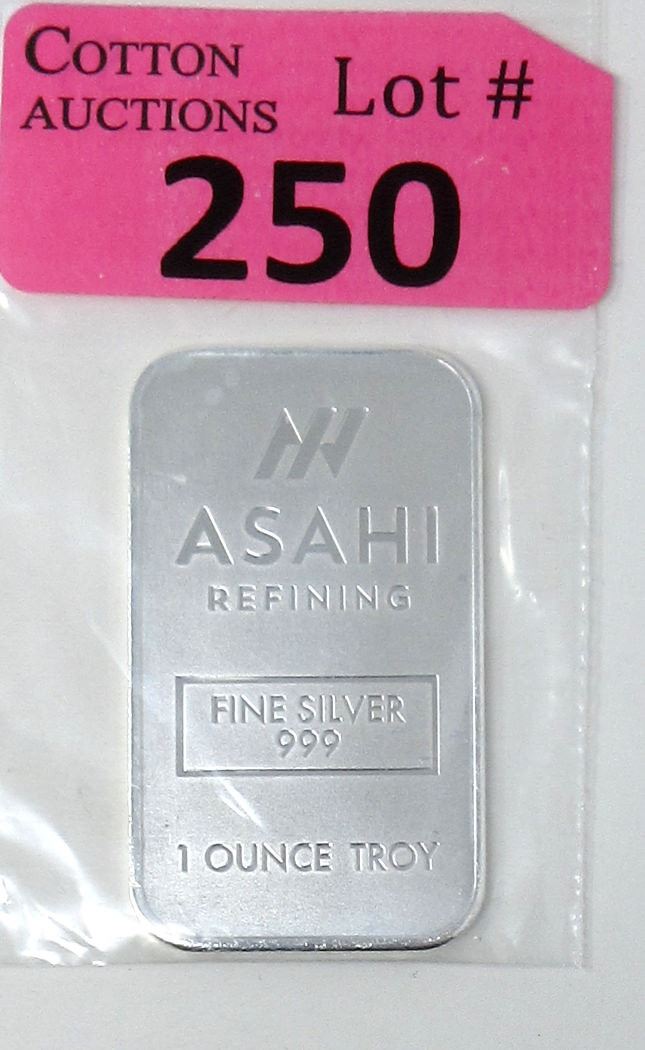 COTTON
AUCTIONS
Lot #
250
ASAHI
REFINING
FINE SILVER
999
1 OUNCE TROY